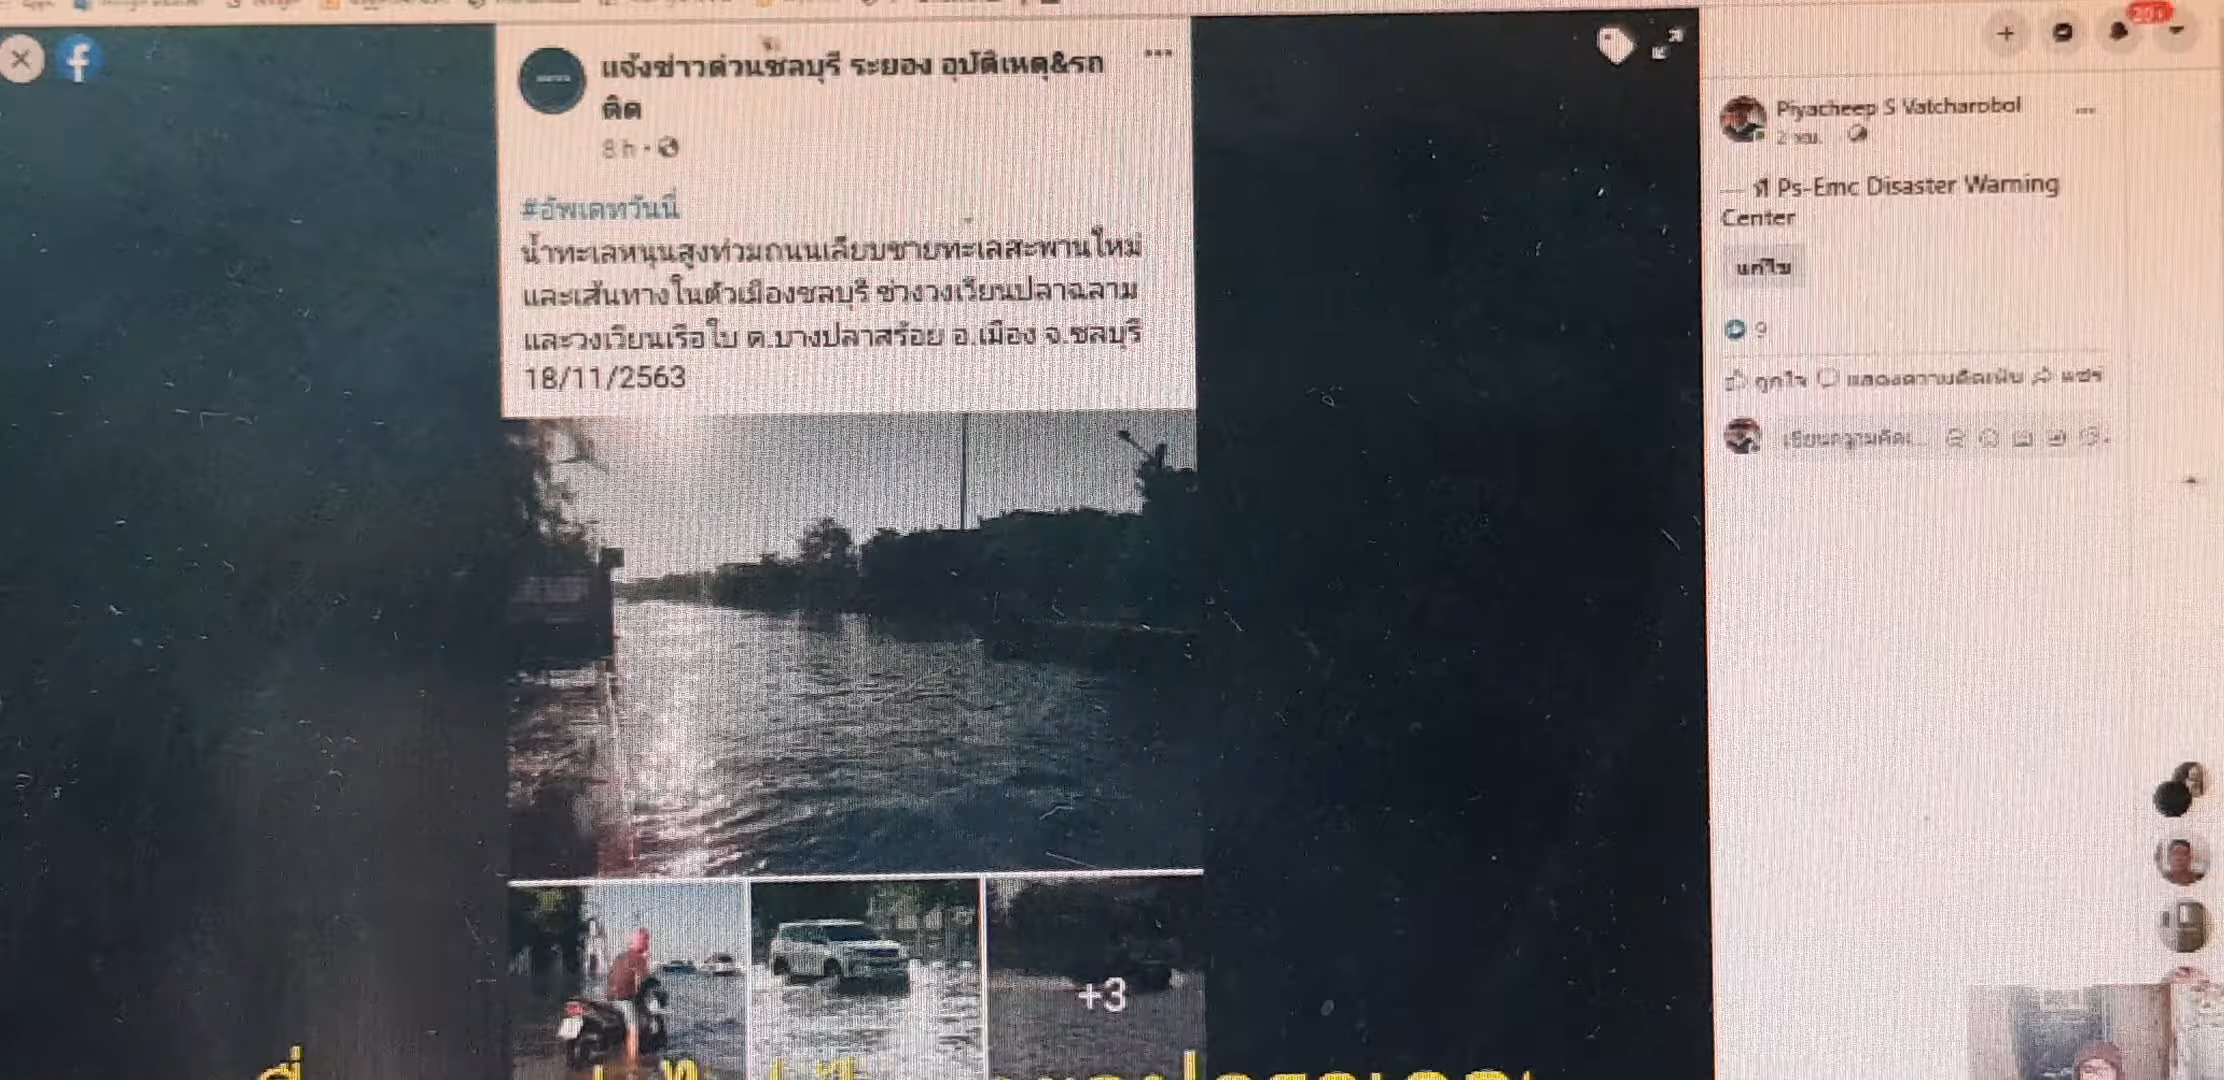 แจ้งข่าวด่วนชลบุรี ระยอง อุบัติเหตุ&รถ
ติด
8 h
#อัพเดทวันนี้
น้ำทะเลหนุนสูงท่วมถนนเลียบชายทะเลสะพานใหม่
และเส้นทางในตัวเมืองชลบุรี ช่วงวงเวียนปลาฉลาม
และวงเวียนเรือใบ ต.บางปลาสร้อย อ.เมือง จ.ชลบุรี
18/11/2563
+3
Piyacheep S Vatcharobol
2 ชม.
— ที่ Ps-Emc Disaster Warning
Center
แก้ไข
9
ถูกใจ แสดงความคิดเห็น แชร์